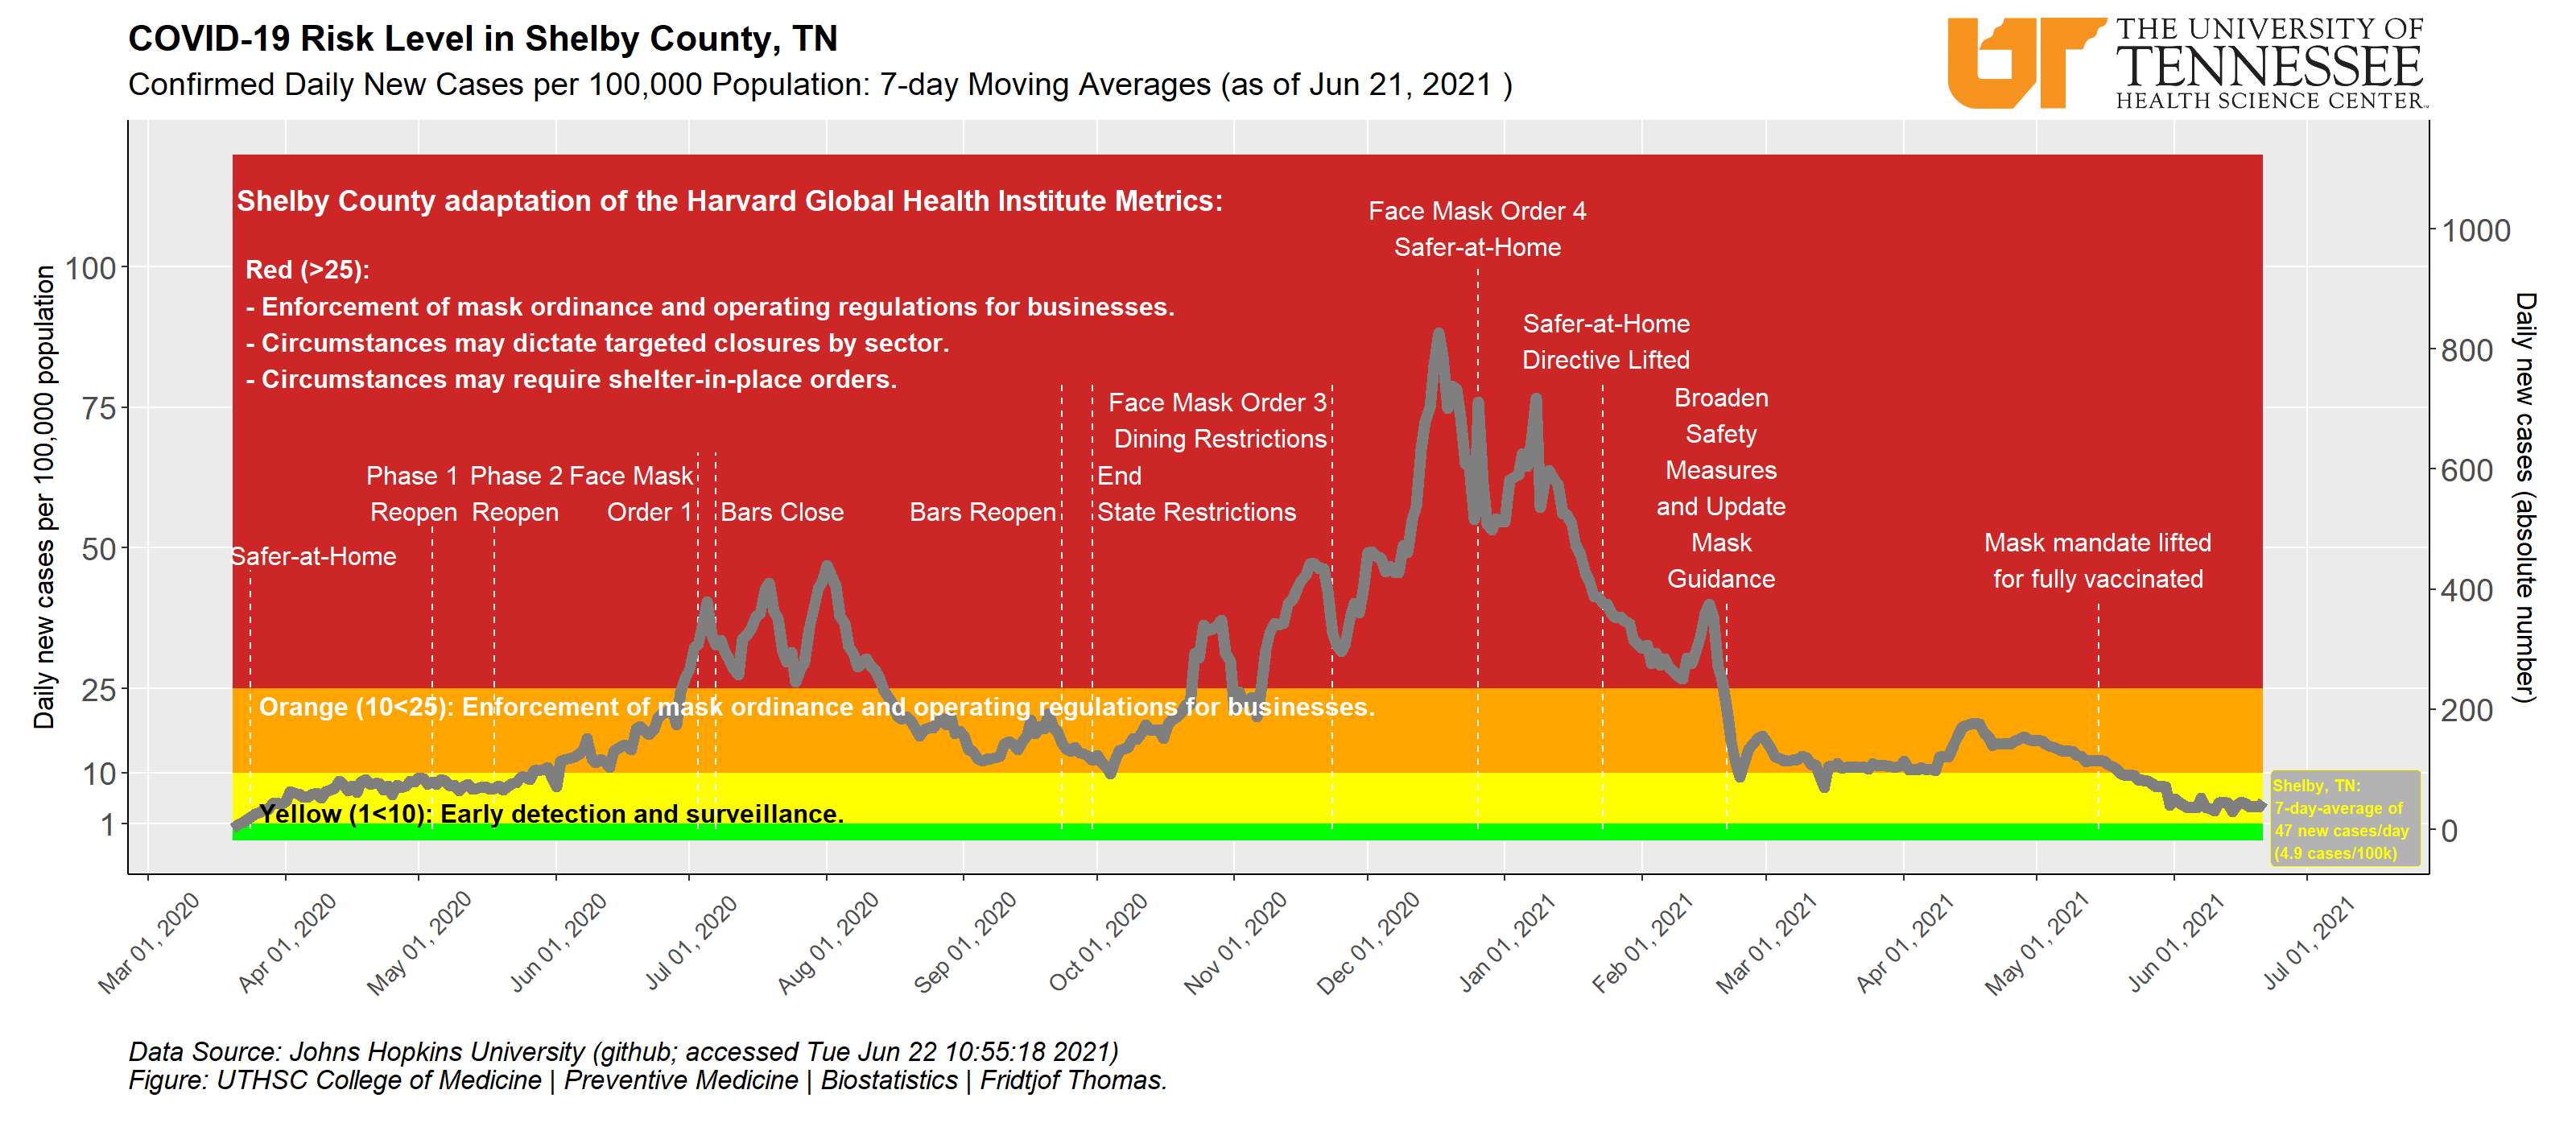 COVID-19 Risk Level in Shelby County, TN
Confirmed Daily New Cases per 100,000 Population: 7-day Moving Averages (as of Jun 21, 2021 )
THE UNIVERSITY OF
TENNESSEE
HEALTH SCIENCE CENTER™
Daily new cases per 100,000 population
100
75
50
25
10
1
Shelby County adaptation of the Harvard Global Health Institute Metrics:
Red (>25):
- Enforcement of mask ordinance and operating regulations for businesses.
- Circumstances may dictate targeted closures by sector.
- Circumstances may require shelter-in-place orders.
Safer-at-Home
Phase 1
Reopen
Phase 2
Reopen
Face Mask
Order 1
Bars Close
Bars Reopen
End
State Restrictions
Face Mask Order 3
Dining Restrictions
Face Mask Order 4
Safer-at-Home
Safer-at-Home
Directive Lifted
Broaden
Safety
Measures
and Update
Mask
Guidance
Mask mandate lifted
for fully vaccinated
Orange (10<25): Enforcement of mask ordinance and operating regulations for businesses.
Yellow (1<10): Early detection and surveillance.
Shelby, TN:
7-day-average of
47 new cases/day
(4.9 cases/100k)
1000
800
600
400
200
0
Daily new cases (absolute number)
Mar 01, 2020
Apr 01, 2020
May 01, 2020
Jun 01, 2020
Jul 01, 2020
Aug 01, 2020
Sep 01, 2020
Oct 01, 2020
Nov 01, 2020
Dec 01, 2020
Jan 01, 2021
Feb 01, 2021
Mar 01, 2021
Apr 01, 2021
May 01, 2021
Jun 01, 2021
Jul 01, 2021
Data Source: Johns Hopkins University (github; accessed Tue Jun 22 10:55:18 2021)
Figure: UTHSC College of Medicine | Preventive Medicine | Biostatistics | Fridtjof Thomas.